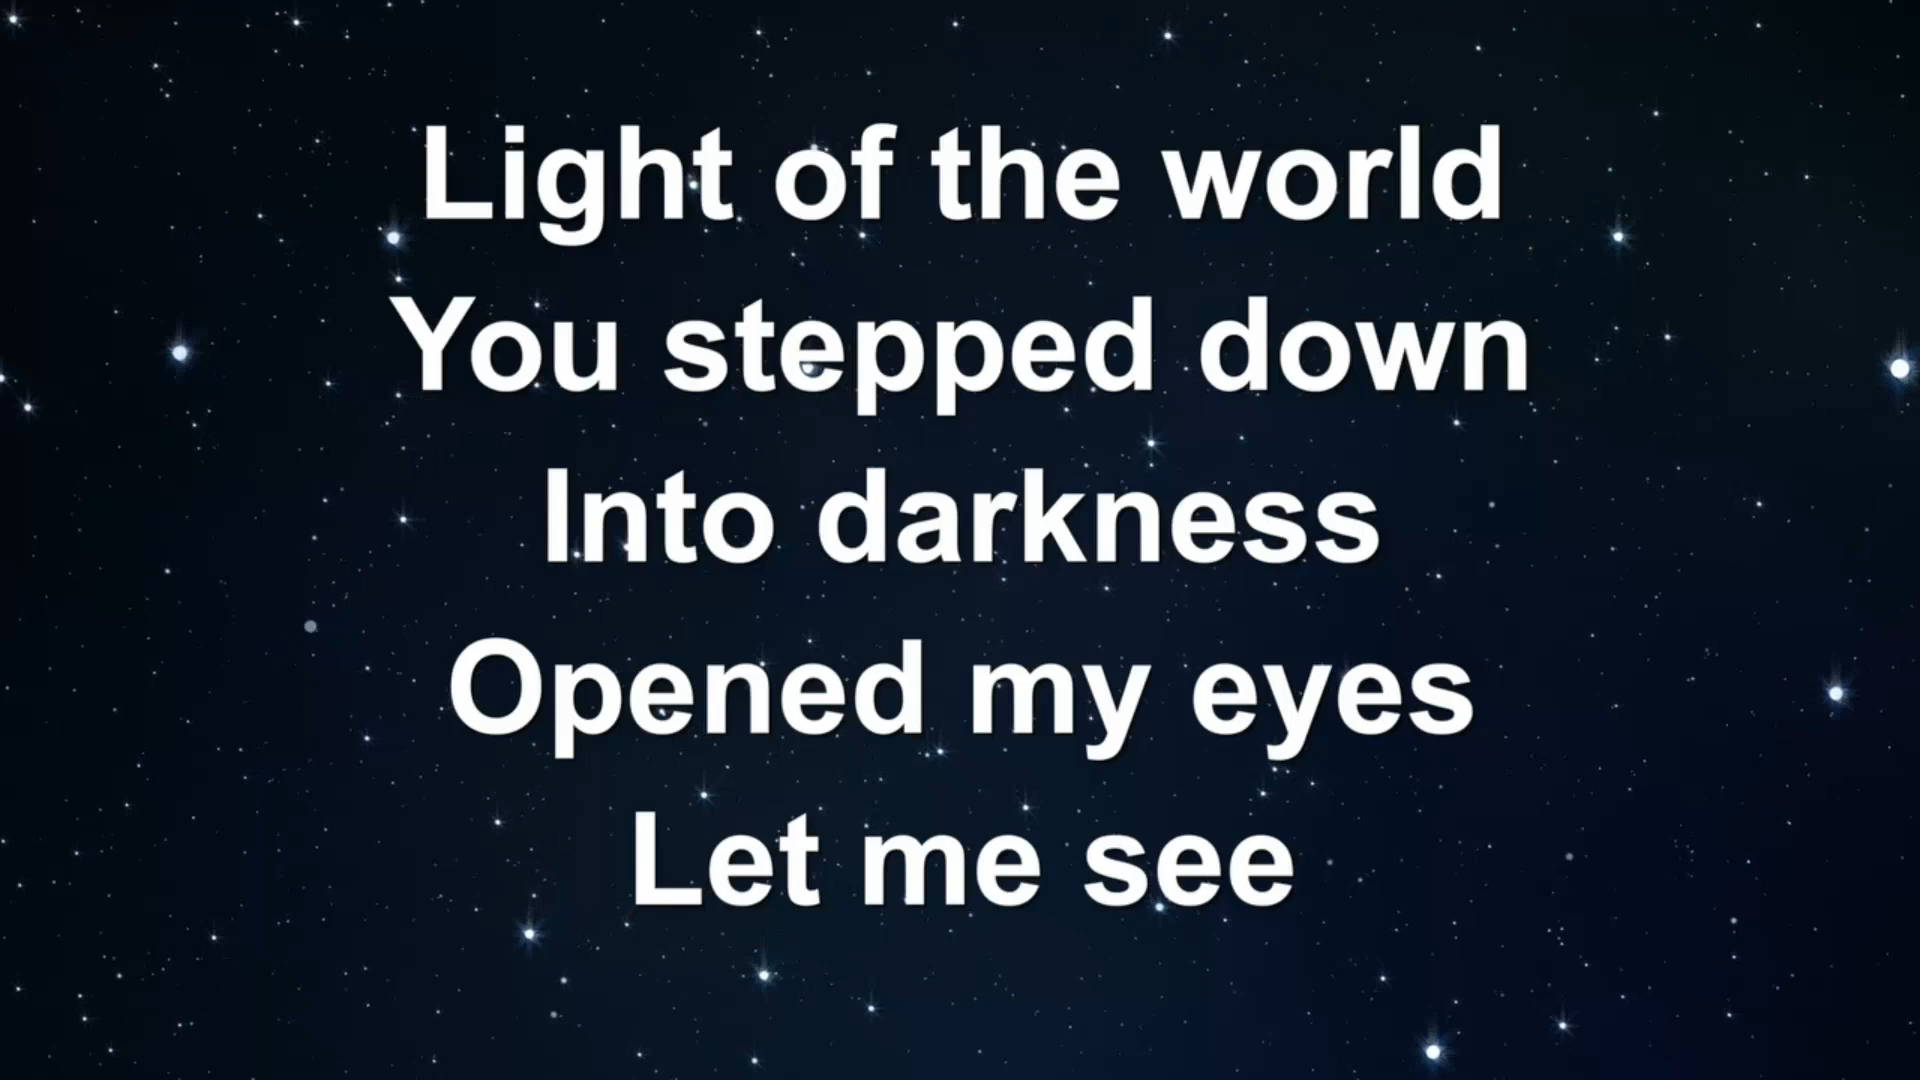 Light of the world
You stepped down
Into darkness
Opened my eyes
Let me see